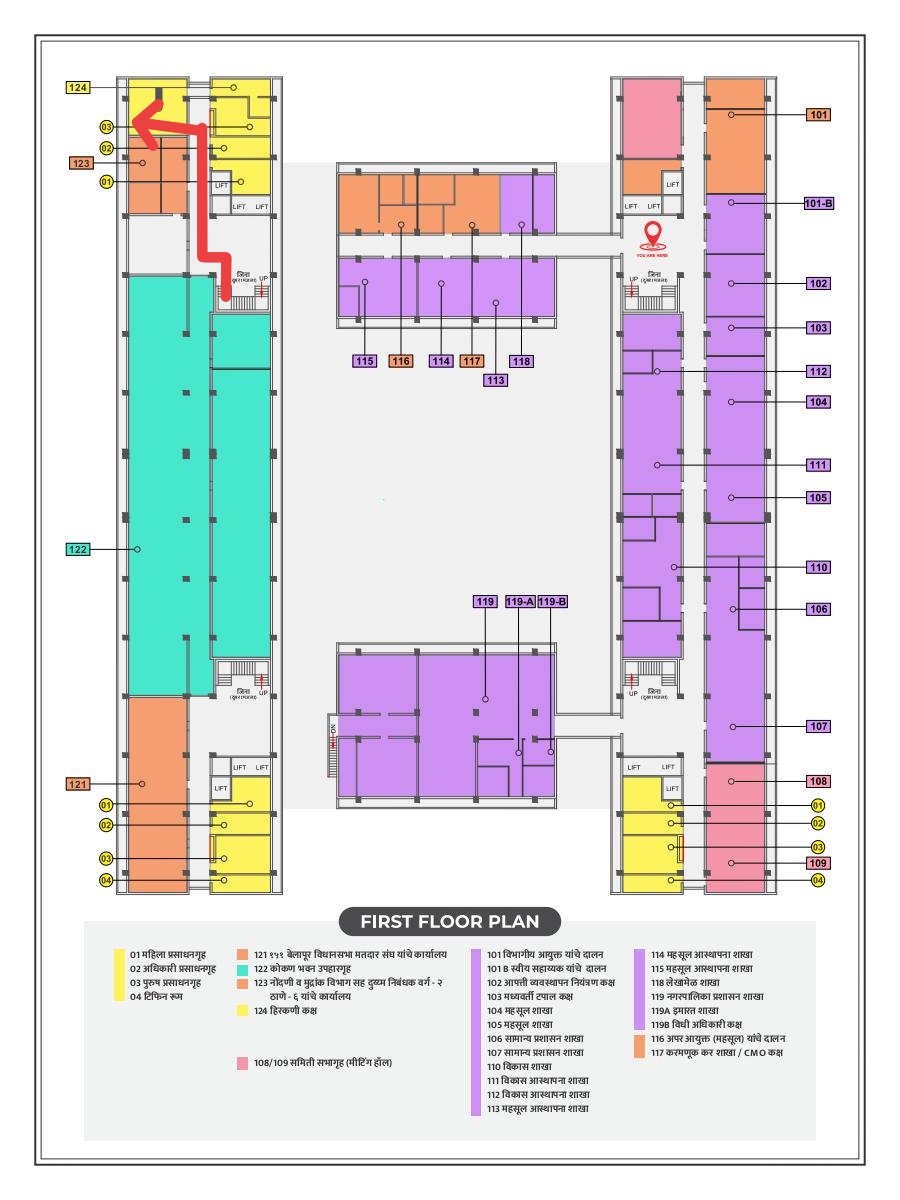 124
03
02
123
01
LIFT
LIFT
LIFT
जिना
UP
122
121
01
02
03
04
जिना
UP
LIFT
LIFT
LIFT
115
116
114
117
118
113
119
119-A
119-B
DN
LIFT
LIFT
LIFT
YOU ARE HERE
जिना
UP
101
101-B
102
103
112
104
111
105
110
106
107
जिना
UP
LIFT
LIFT
LIFT
108
01
02
03
109
04
FIRST FLOOR PLAN
01 महिला प्रसाधनगृह
02 अधिकारी प्रसाधनगृह
03 पुरुष प्रसाधनगृह
04 टिफिन रूम
121 १५१ बेलापूर विधानसभा मतदार संघ यांचे कार्यालय
122 कोकण भवन उपहारगृह
123 नोंदणी व मुद्रांक विभाग सह दुय्यम निबंधक वर्ग - २
ठाणे - ६ यांचे कार्यालय
124 हिरकणी कक्ष
108/109 समिती सभागृह (मीटिंग हॉल)
101 विभागीय आयुक्त यांचे दालन
101 B स्वीय सहाय्यक यांचे दालन
102 आपत्ती व्यवस्थापन नियंत्रण कक्ष
103 मध्यवर्ती टपाल कक्ष
104 महसूल शाखा
105 महसूल शाखा
106 सामान्य प्रशासन शाखा
107 सामान्य प्रशासन शाखा
110 विकास शाखा
111 विकास आस्थापना शाखा
112 विकास आस्थापना शाखा
113 महसूल आस्थापना शाखा
114 महसूल आस्थापना शाखा
115 महसूल आस्थापना शाखा
118 लेखामेळ शाखा
119 नगरपालिका प्रशासन शाखा
119A इमारत शाखा
119B विधी अधिकारी कक्ष
116 अपर आयुक्त (महसूल) यांचे दालन
117 करमणूक कर शाखा / CMO कक्ष